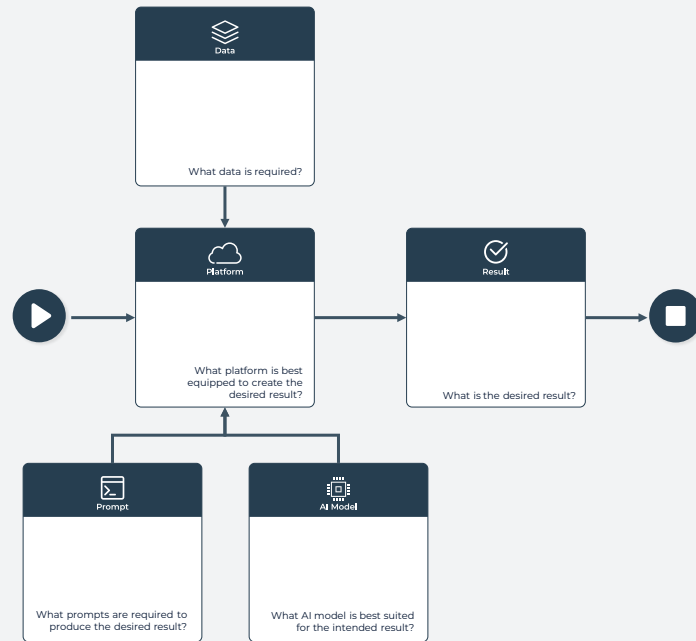 Data
What data is required?
Platform
What platform is best
equipped to create the
desired result?
Result
What is the desired result?
Prompt
What prompts are required to
produce the desired result?
AI Model
What AI model is best suited
for the intended result?